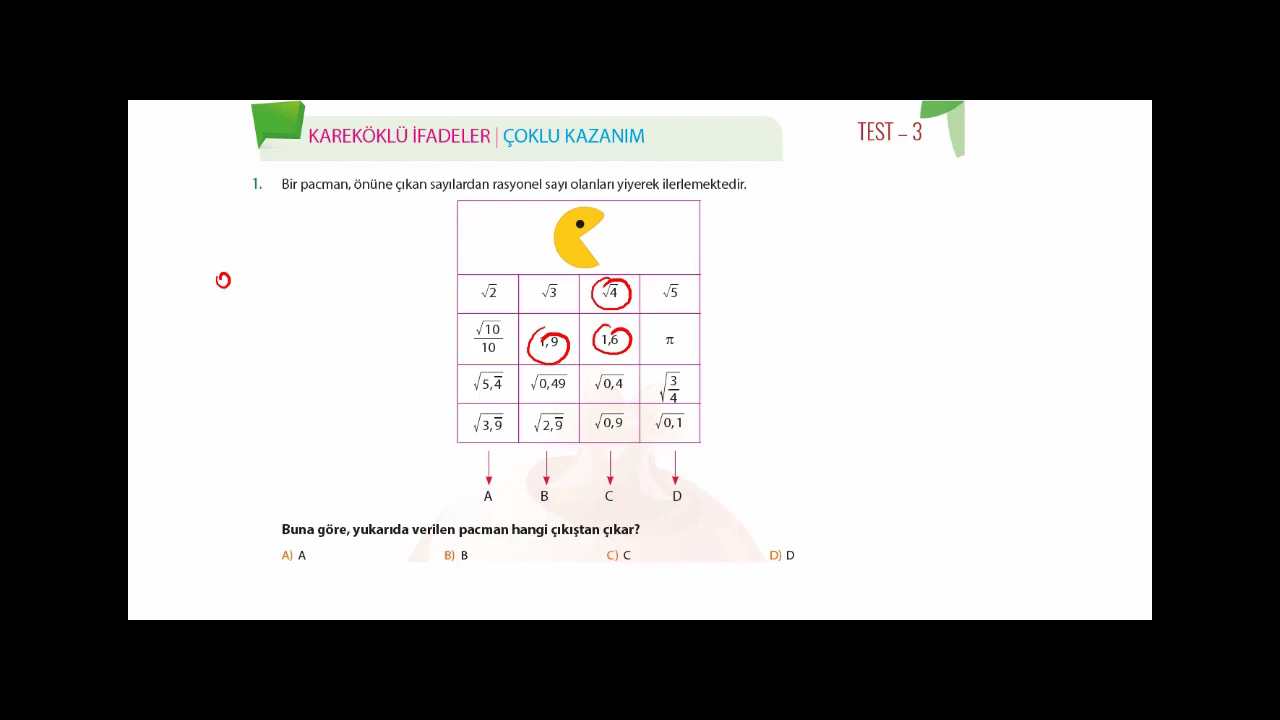 KAREKÖKLÜ İFADELER | ÇOKLU KAZANIM
TEST – 3
1. Bir pacman, önüne çıkan sayılardan rasyonel sayı olanları yiyerek ilerlemektedir.
√2 √3 √4 √5
√10/10 1,9 1,6 π
√5,4̅ √0,49 √0,4 √3/4
√3,9̅ √2,9̅ √0,9 √0,1
A B C D
Buna göre, yukarıda verilen pacman hangi çıkıştan çıkar?
A) A B) B C) C D) D